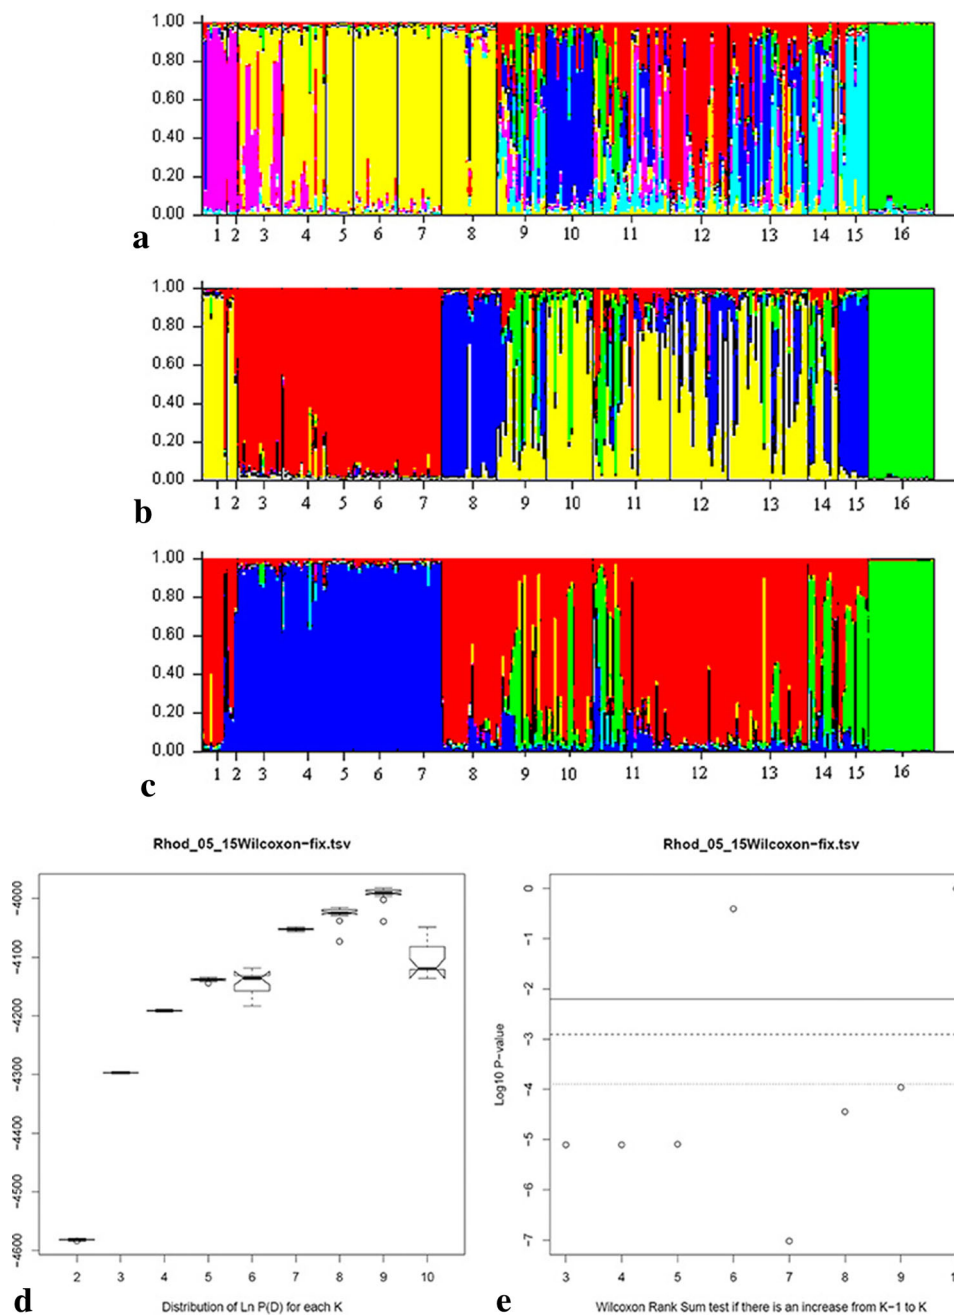 1.00
0.80
0.60
0.40
0.20
0.00
a
1 2 3 4 5 6 7 8 9 10 11 12 13 14 15 16
1.00
0.80
0.60
0.40
0.20
0.00
b
1 2 3 4 5 6 7 8 9 10 11 12 13 14 15 16
1.00
0.80
0.60
0.40
0.20
0.00
c
1 2 3 4 5 6 7 8 9 10 11 12 13 14 15 16
Rhod_05_15Wilcoxon-fix.tsv
-4000
-4100
-4200
-4300
-4400
-4500
-4600
2 3 4 5 6 7 8 9 10
d
Distribution of Ln P(D) for each K
Rhod_05_15Wilcoxon-fix.tsv
0
-1
-2
-3
-4
-5
-6
-7
Log10 P-value
3 4 5 6 7 8 9 1
e
Wilcoxon Rank Sum test if there is an increase from K-1 to K